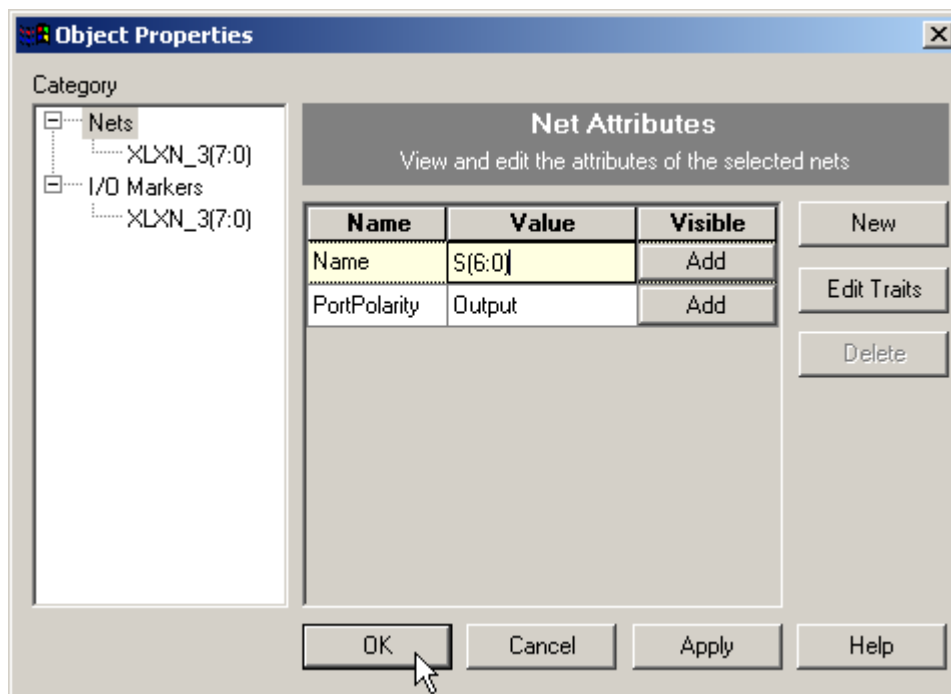 Object Properties
Category
Nets
XLXN_3(7:0)
I/O Markers
XLXN_3(7:0)
Net Attributes
View and edit the attributes of the selected nets
Name Value Visible
Name S(6:0) Add
PortPolarity Output Add
New
Edit Traits
Delete
OK Cancel Apply Help